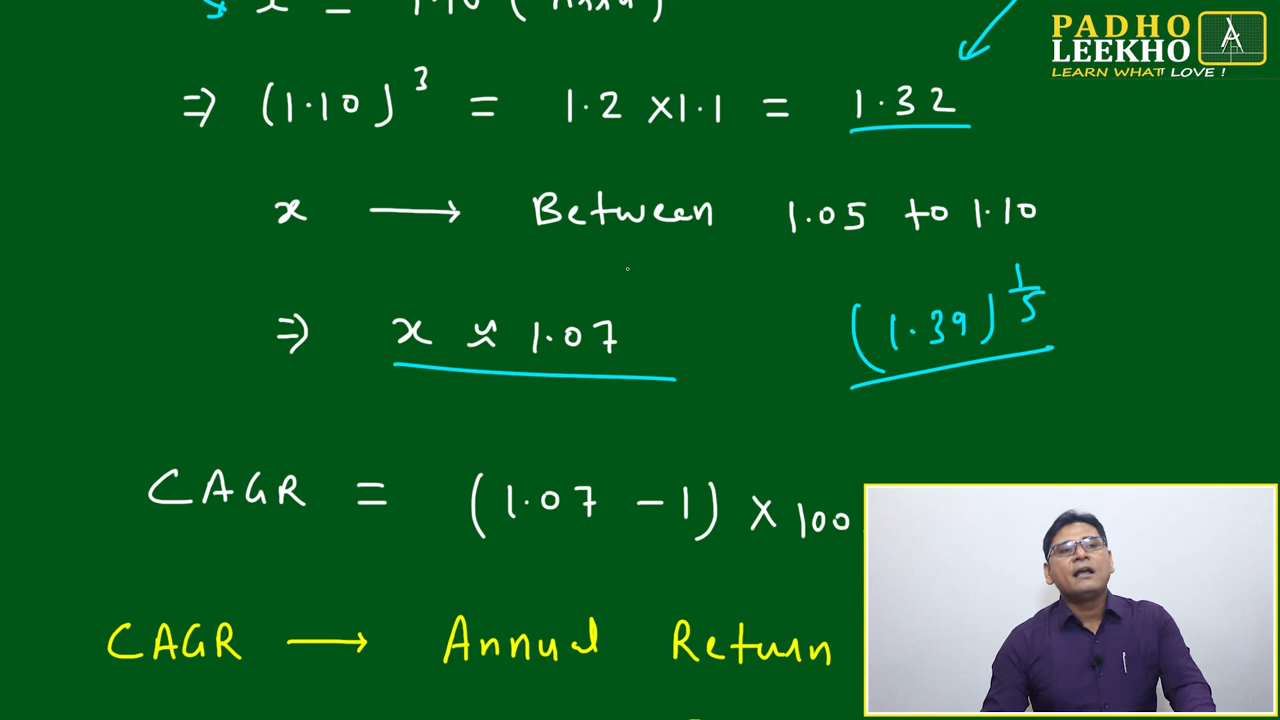 x =
PADHO
LEEKHO
LEARN WHAT LOVE !
⇒ (1.10)³ = 1.2 × 1.1 = 1.32
x ⟶ Between 1.05 to 1.10
⇒ x ≈ 1.07 (1.39)^1/5
CAGR = (1.07 - 1) × 100
CAGR ⟶ Annual Return